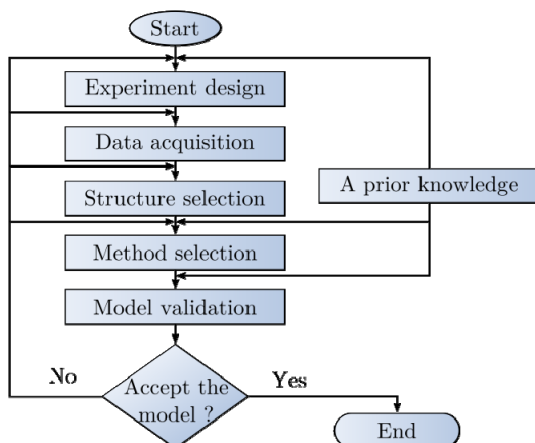 Start
Experiment design
Data acquisition
A prior knowledge
Structure selection
Method selection
Model validation
No
Accept the
model ?
Yes
End